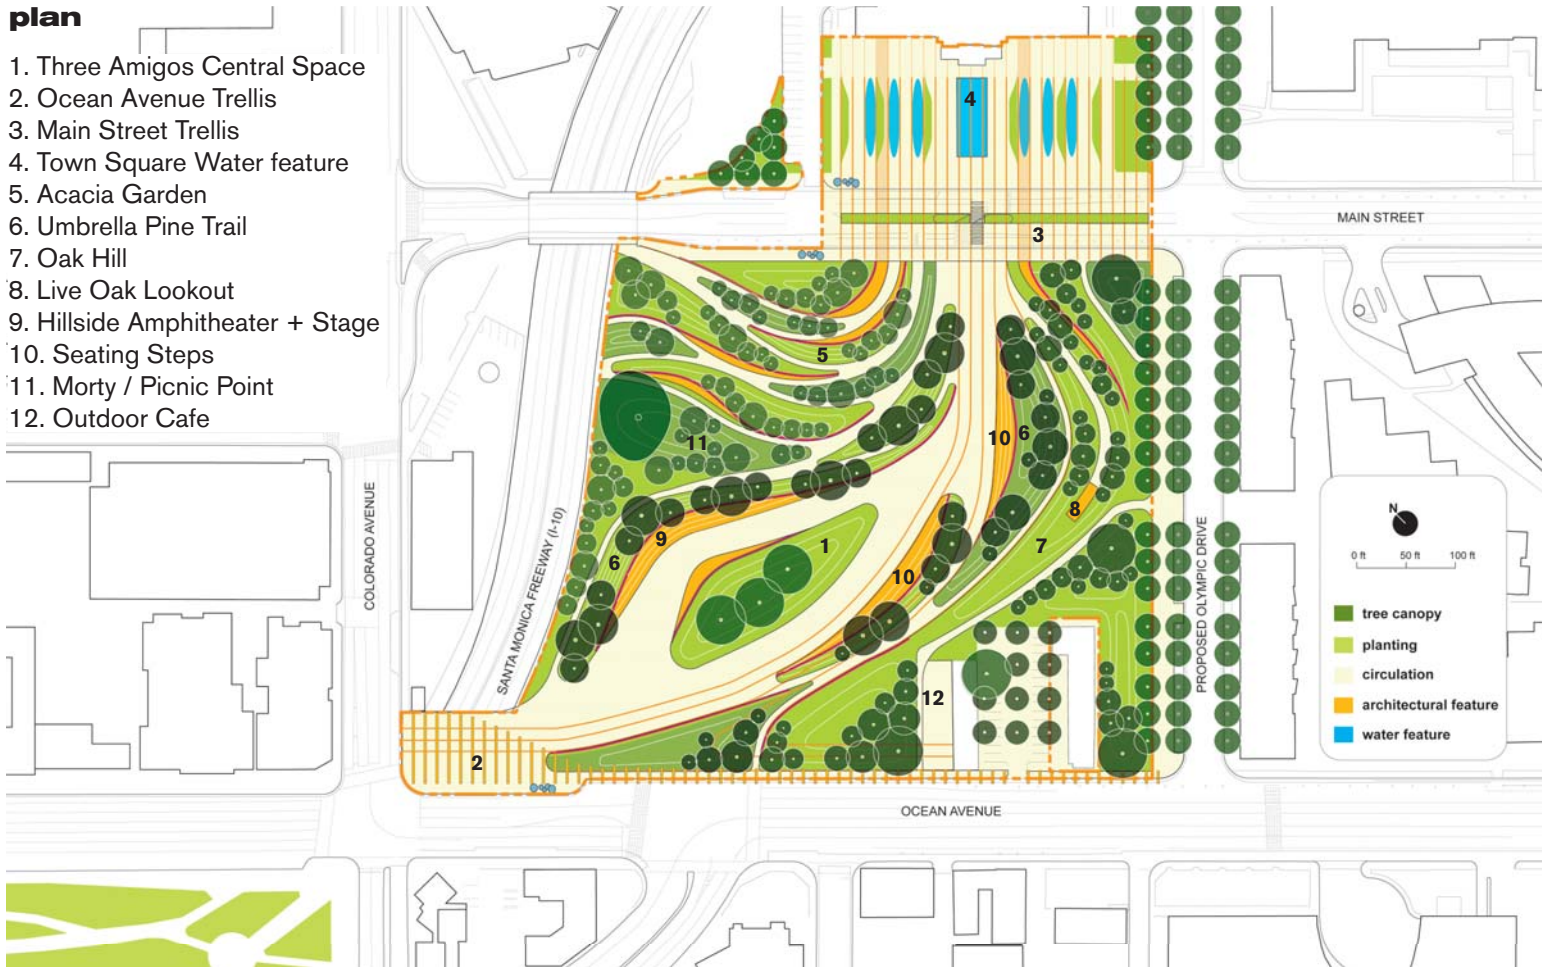 plan
1. Three Amigos Central Space
2. Ocean Avenue Trellis
3. Main Street Trellis
4. Town Square Water feature
5. Acacia Garden
6. Umbrella Pine Trail
7. Oak Hill
8. Live Oak Lookout
9. Hillside Amphitheater + Stage
10. Seating Steps
11. Morty / Picnic Point
12. Outdoor Cafe
4
MAIN STREET
3
5
10
6
11
8
9
1
7
6
10
12
2
COLORADO AVENUE
SANTA MONICA FREEWAY (I-10)
PROPOSED OLYMPIC DRIVE
OCEAN AVENUE
N
0 ft 50 ft 100 ft
tree canopy
planting
circulation
architectural feature
water feature